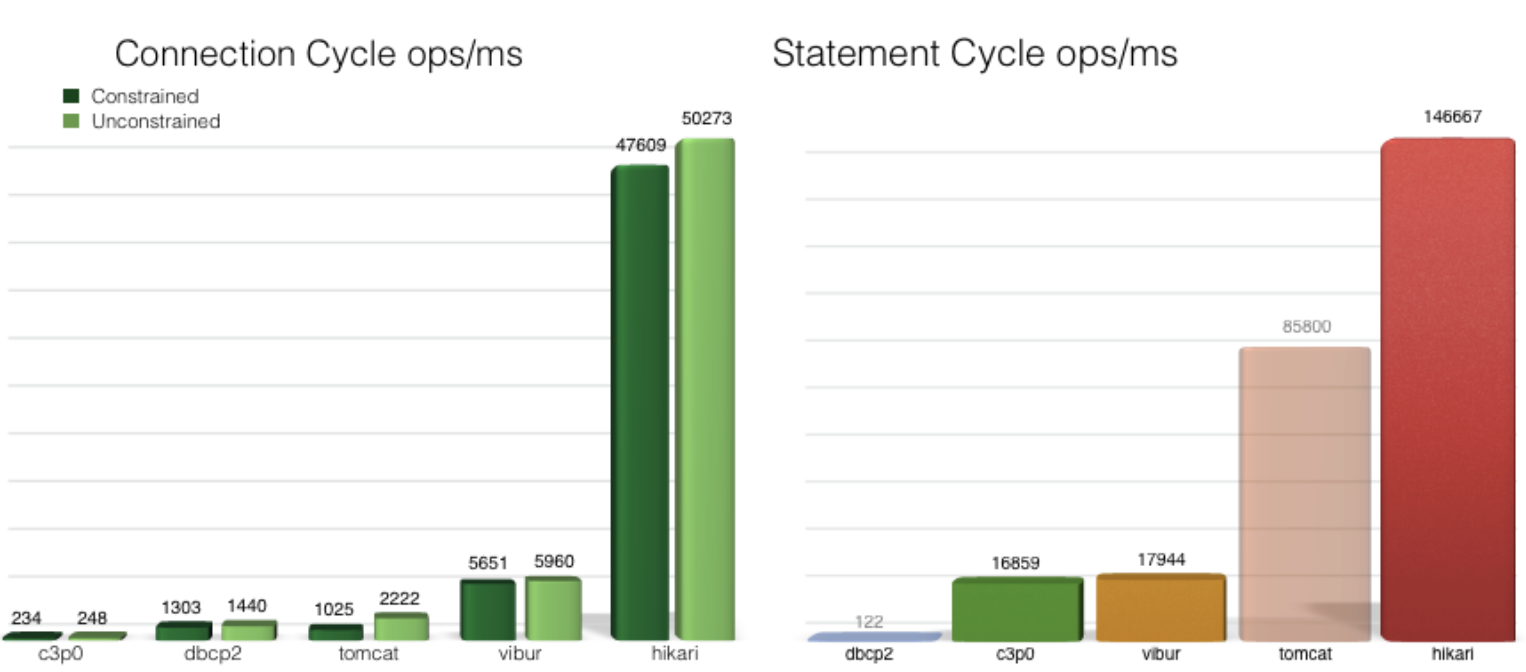 Connection Cycle ops/ms
Constrained
Unconstrained
50273
47609
5651
5960
2222
1303
1440
1025
234
248
c3p0
dbcp2
tomcat
vibur
hikari
Statement Cycle ops/ms
146667
85800
16859
17944
122
dbcp2
c3p0
vibur
tomcat
hikari